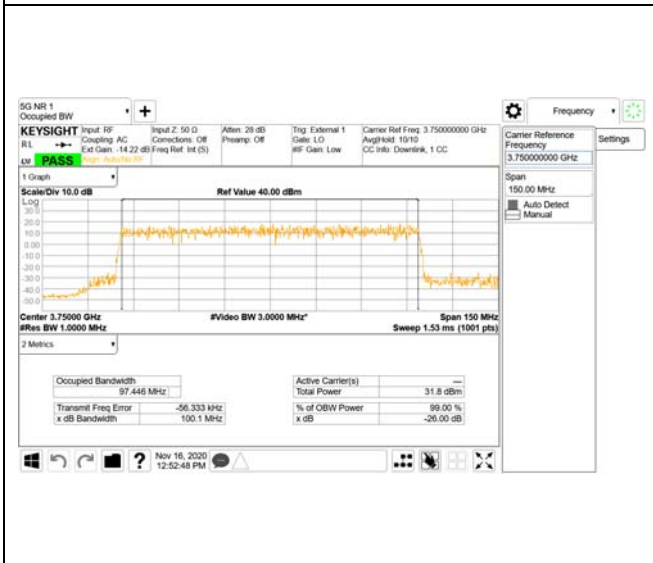 5G NR 1
Occupied BW
Frequency
KEYSIGHT Input: RF Input Z: 50 Ω Atten: 28 dB Trig: External 1 Carrier Ref Freq: 3.750000000 GHz
RL Coupling: AC Corrections: Off Preamp: Off Gate: LO Avg|Hold: 10/10
Ext Gain: -14.22 dB Freq Ref: Int (S) #IF Gain: Low CC Info: Downlink, 1 CC
PASS Align: Auto/No RF
Carrier Reference
Frequency
3.750000000 GHz
Settings
Span
150.00 MHz
Auto Detect
Manual
1 Graph
Scale/Div 10.0 dB Ref Value 40.00 dBm
Log
30.0
20.0
10.0
0.00
-10.0
-20.0
-30.0
-40.0
-50.0
Center 3.75000 GHz #Video BW 3.0000 MHz* Span 150 MHz
#Res BW 1.0000 MHz Sweep 1.53 ms (1001 pts)
2 Metrics
Occupied Bandwidth
97.446 MHz
Transmit Freq Error -56.333 kHz
x dB Bandwidth 100.1 MHz
Active Carrier(s) ---
Total Power 31.8 dBm
% of OBW Power 99.00 %
x dB -26.00 dB
Nov 16, 2020
12:52:48 PM